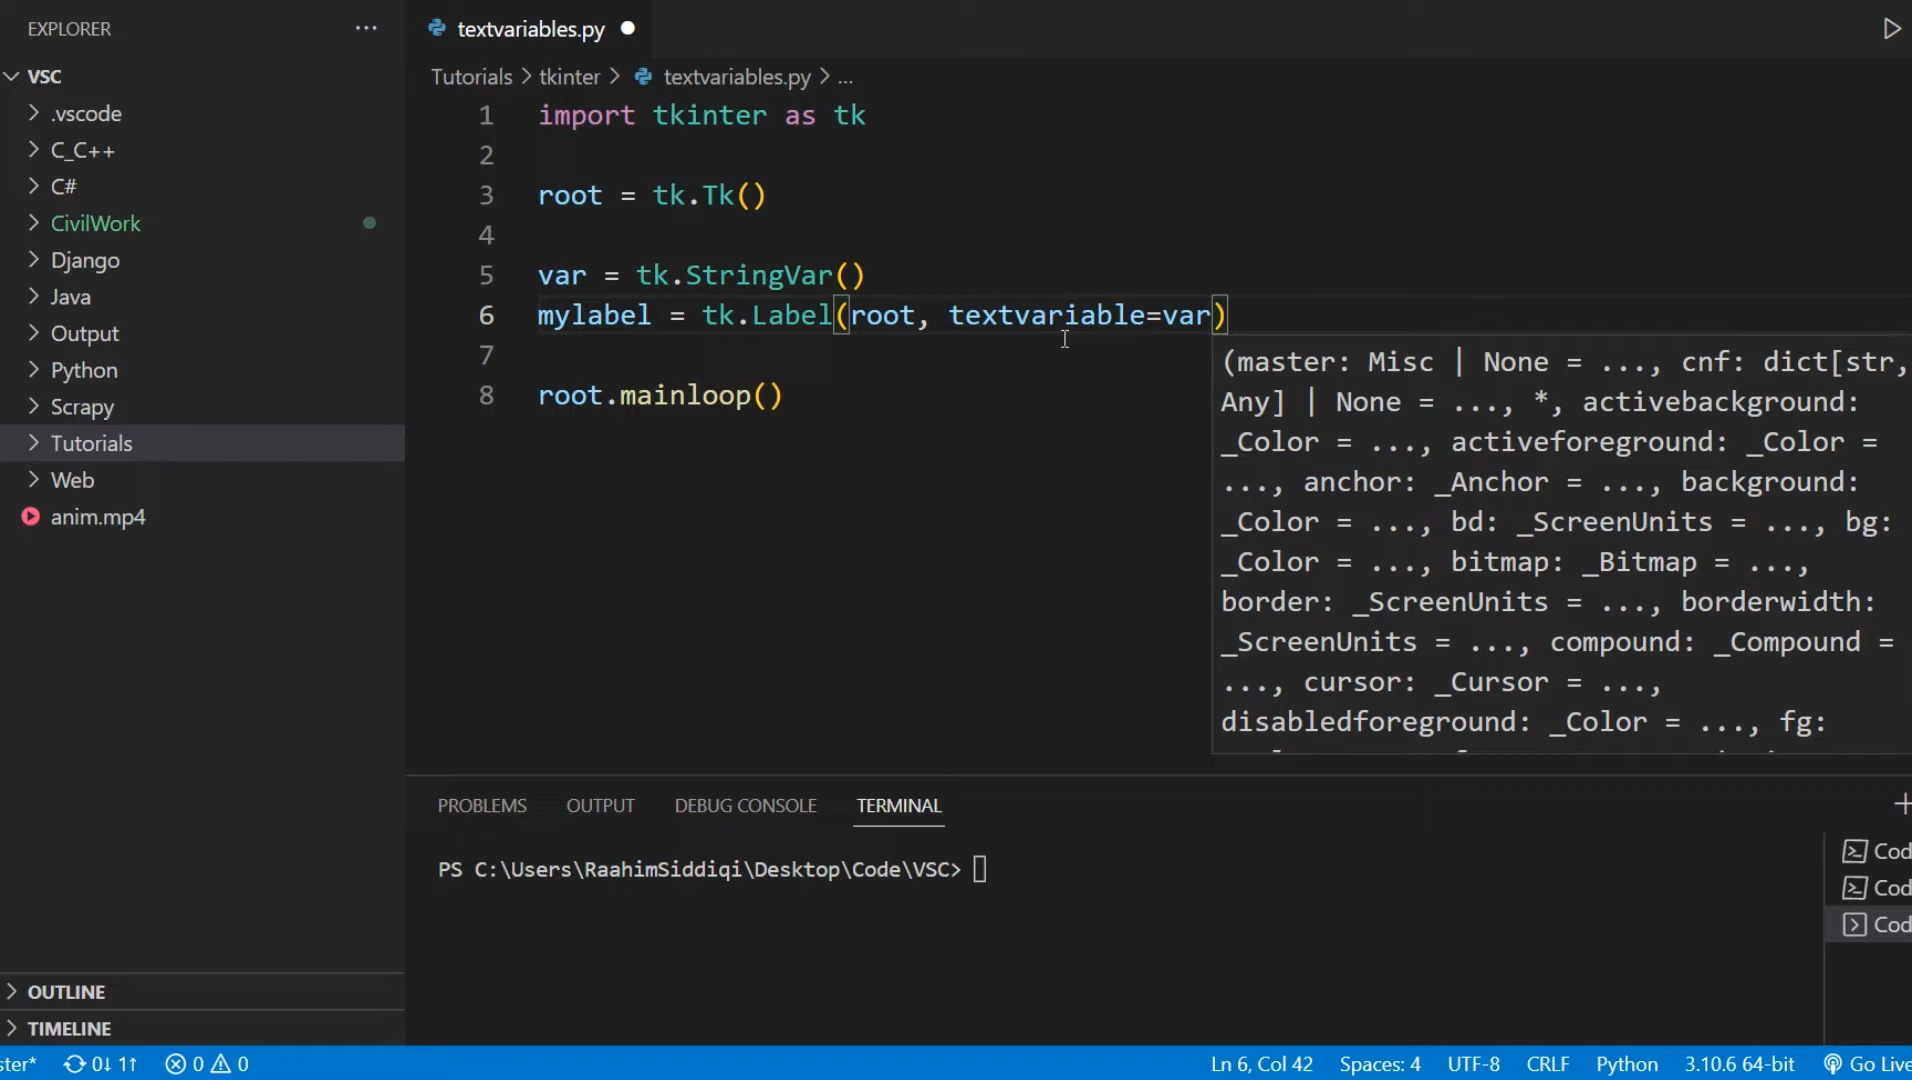 EXPLORER
···
textvariables.py
VSC
Tutorials > tkinter > textvariables.py > ...
.vscode
C_C++
C#
CivilWork
Django
Java
Output
Python
Scrapy
Tutorials
Web
anim.mp4
1 import tkinter as tk
2
3 root = tk.Tk()
4
5 var = tk.StringVar()
6 mylabel = tk.Label(root, textvariable=var)
7
8 root.mainloop()
(master: Misc | None = ..., cnf: dict[str,
Any] | None = ..., *, activebackground:
_Color = ..., activeforeground: _Color =
..., anchor: _Anchor = ..., background:
_Color = ..., bd: _ScreenUnits = ..., bg:
_Color = ..., bitmap: _Bitmap = ...,
border: _ScreenUnits = ..., borderwidth:
_ScreenUnits = ..., compound: _Compound =
..., cursor: _Cursor = ...,
disabledforeground: _Color = ..., fg:
PROBLEMS OUTPUT DEBUG CONSOLE TERMINAL
PS C:\Users\RaahimSiddiqi\Desktop\Code\VSC>
Cod
Cod
Cod
OUTLINE
TIMELINE
ster* 0↓ 1↑ 0 0 Ln 6, Col 42 Spaces: 4 UTF-8 CRLF Python 3.10.6 64-bit Go Live